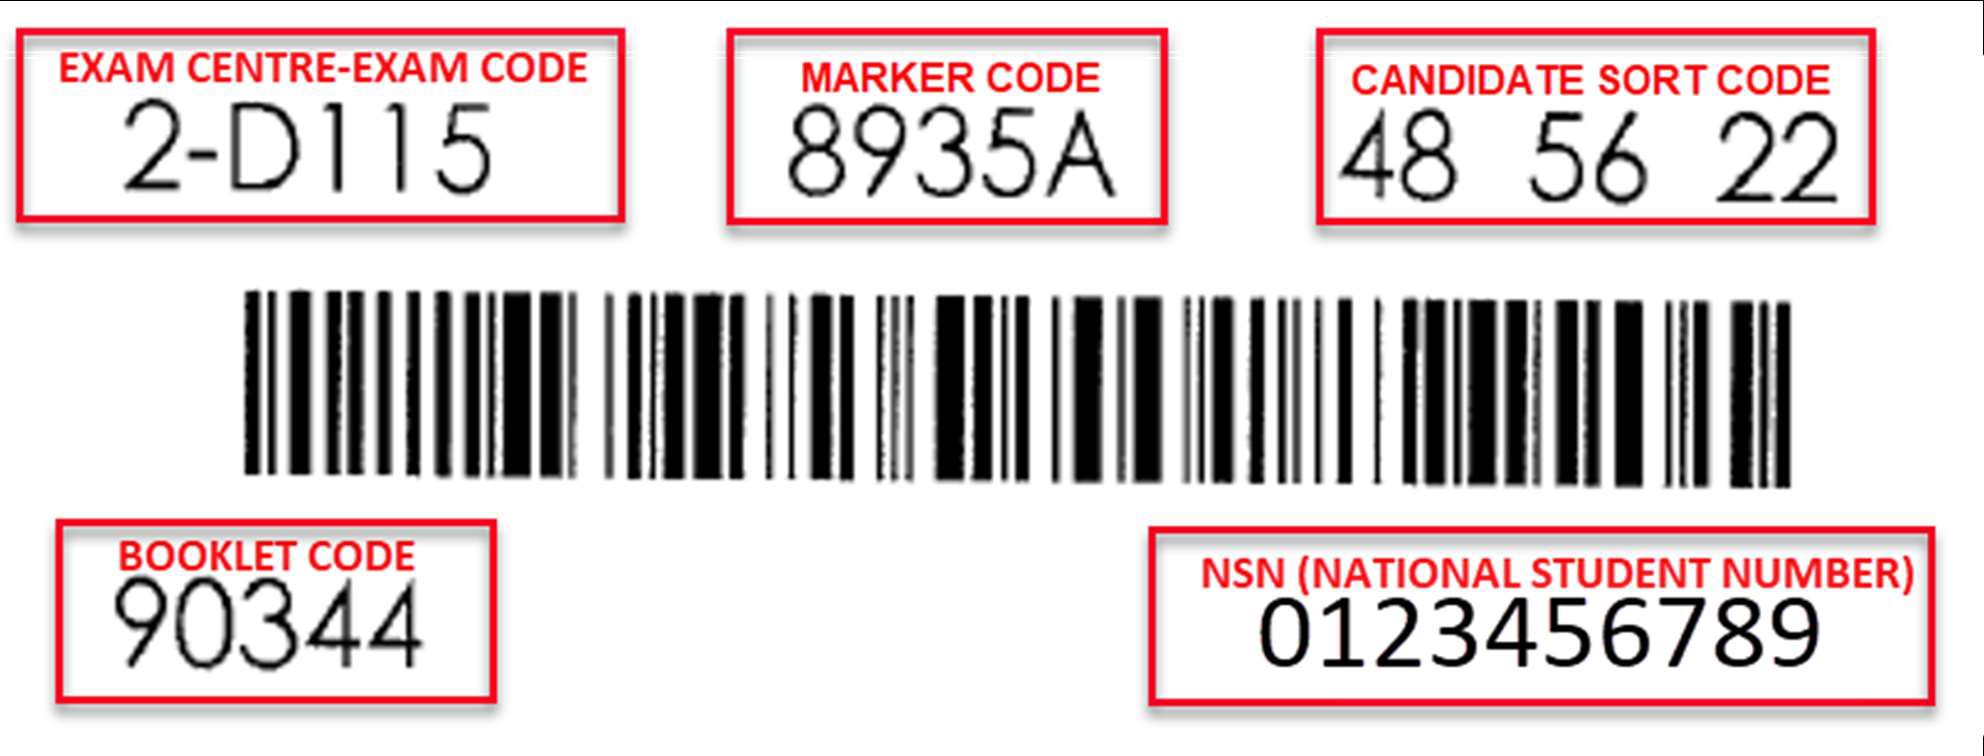 EXAM CENTRE-EXAM CODE
2-D115
MARKER CODE
8935A
CANDIDATE SORT CODE
48 56 22
BOOKLET CODE
90344
NSN (NATIONAL STUDENT NUMBER)
0123456789